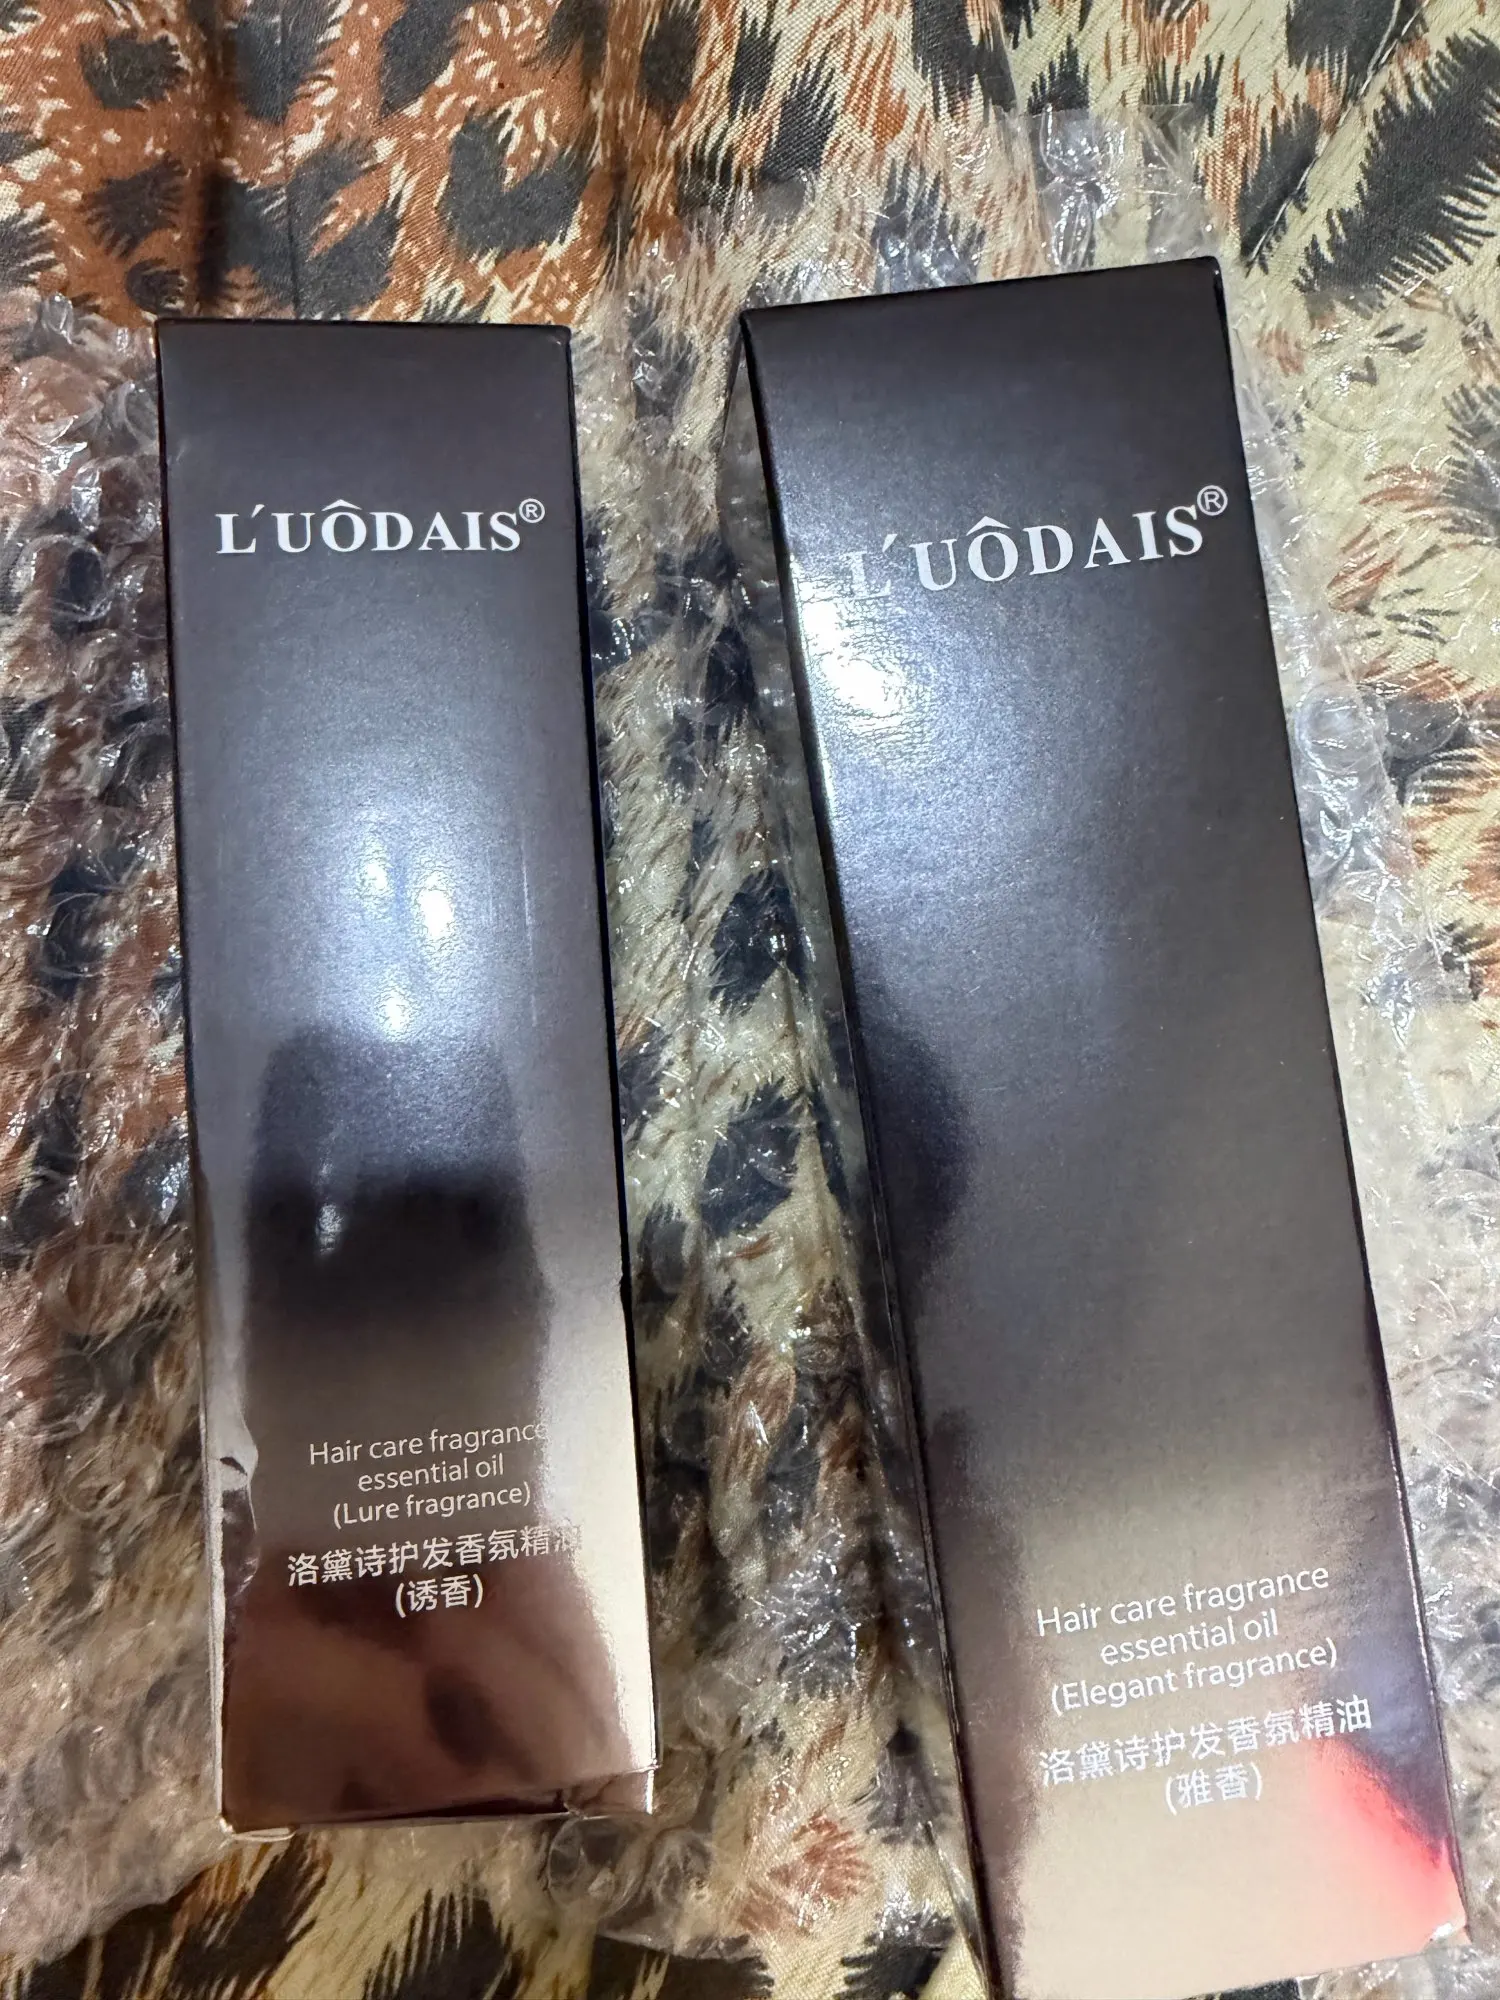 L'UÔDAIS®
Hair care fragrance
essential oil
(Lure fragrance)
洛黛诗护发香氛精油
(诱香)
L'UÔDAIS®
Hair care fragrance
essential oil
(Elegant fragrance)
洛黛诗护发香氛精油
(雅香)